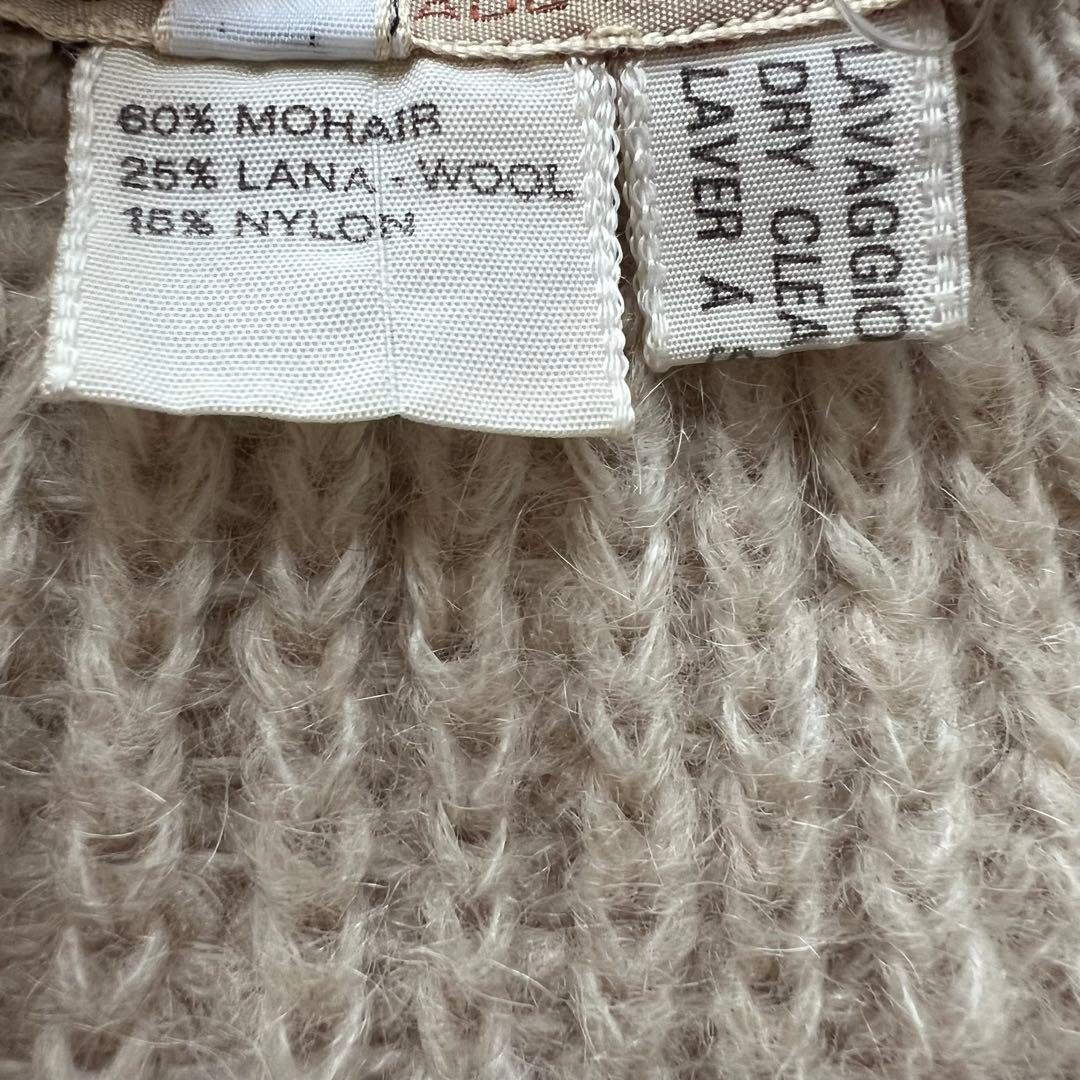 60% MOHAIR
25% LANA - WOOL
15% NYLON
LAVAGGIO
DRY CLEA
LAVER Á